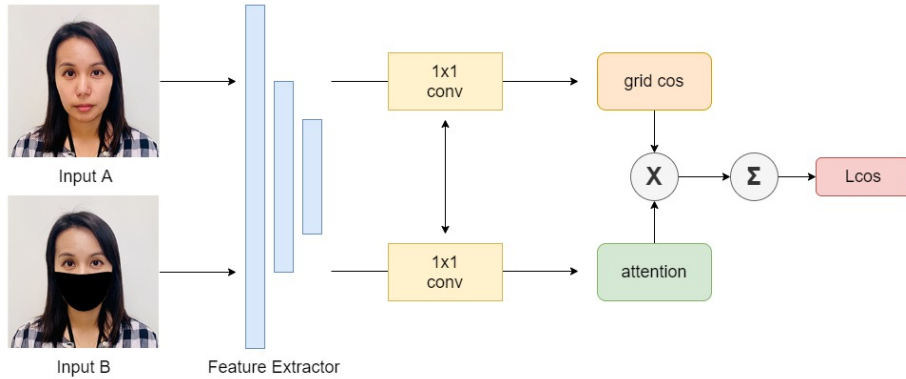 1x1
conv
grid cos
Input A
X
Σ
Lcos
1x1
conv
attention
Input B
Feature Extractor